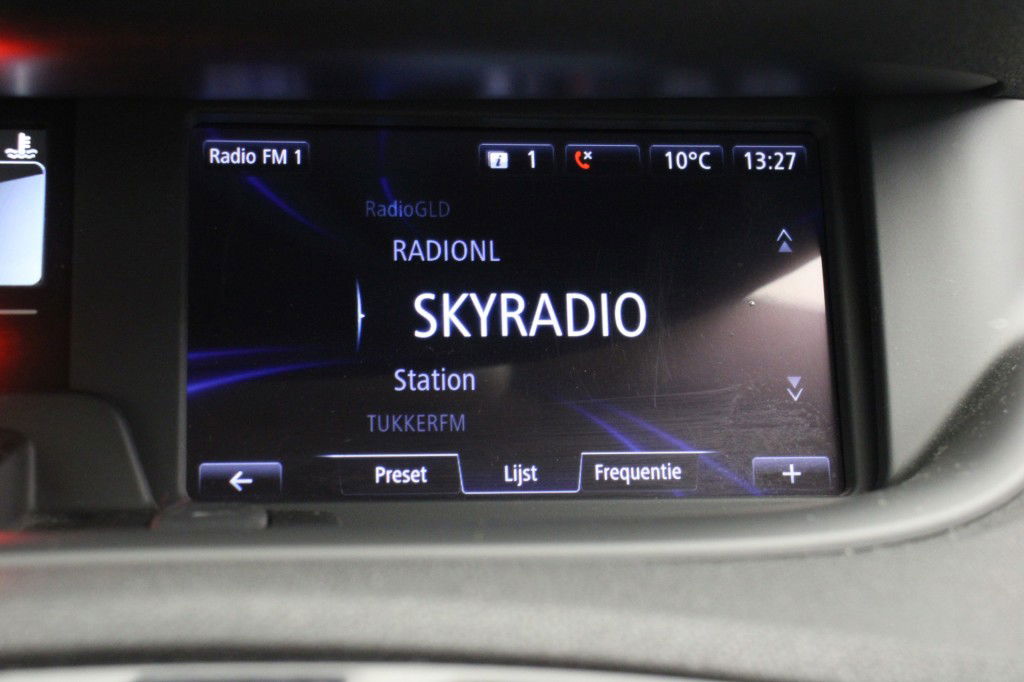 Radio FM 1
i 1
10°C
13:27
RadioGLD
RADIONL
SKYRADIO
Station
TUKKERFM
Preset
Lijst
Frequentie